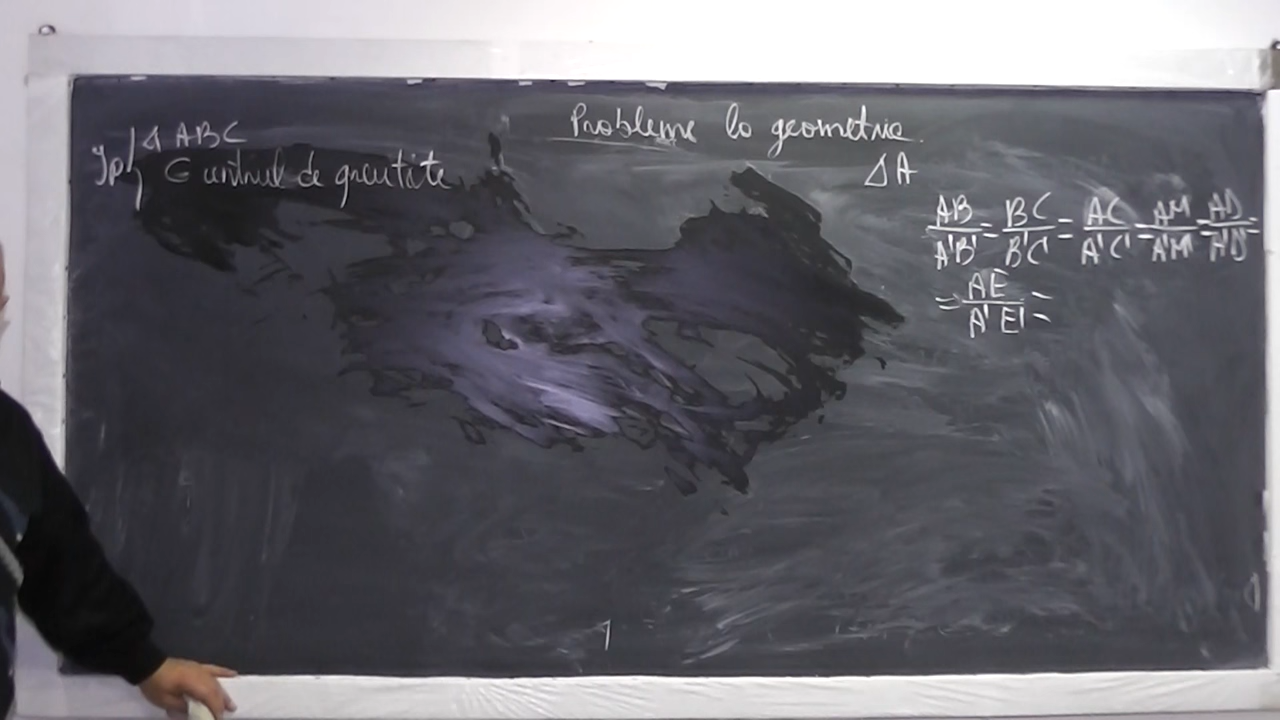 Probleme la geometrie
Ip { Δ ABC
G centrul de greutate
Δ A
AB/A'B' = BC/B'C' = AC/A'C' = AM/A'M' = AD/A'D' =
= AE/A'E' =